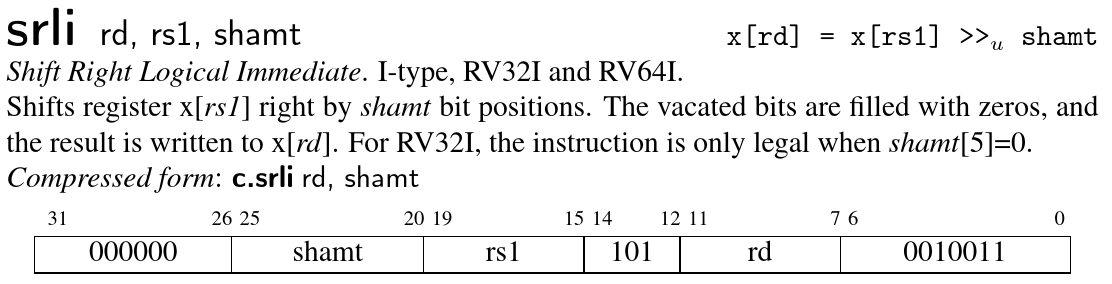 srli rd, rs1, shamt x[rd] = x[rs1] >>u shamt
Shift Right Logical Immediate. I-type, RV32I and RV64I.
Shifts register x[rs1] right by shamt bit positions. The vacated bits are filled with zeros, and
the result is written to x[rd]. For RV32I, the instruction is only legal when shamt[5]=0.
Compressed form: c.srli rd, shamt
31 26 25 20 19 15 14 12 11 7 6 0
000000 shamt rs1 101 rd 0010011